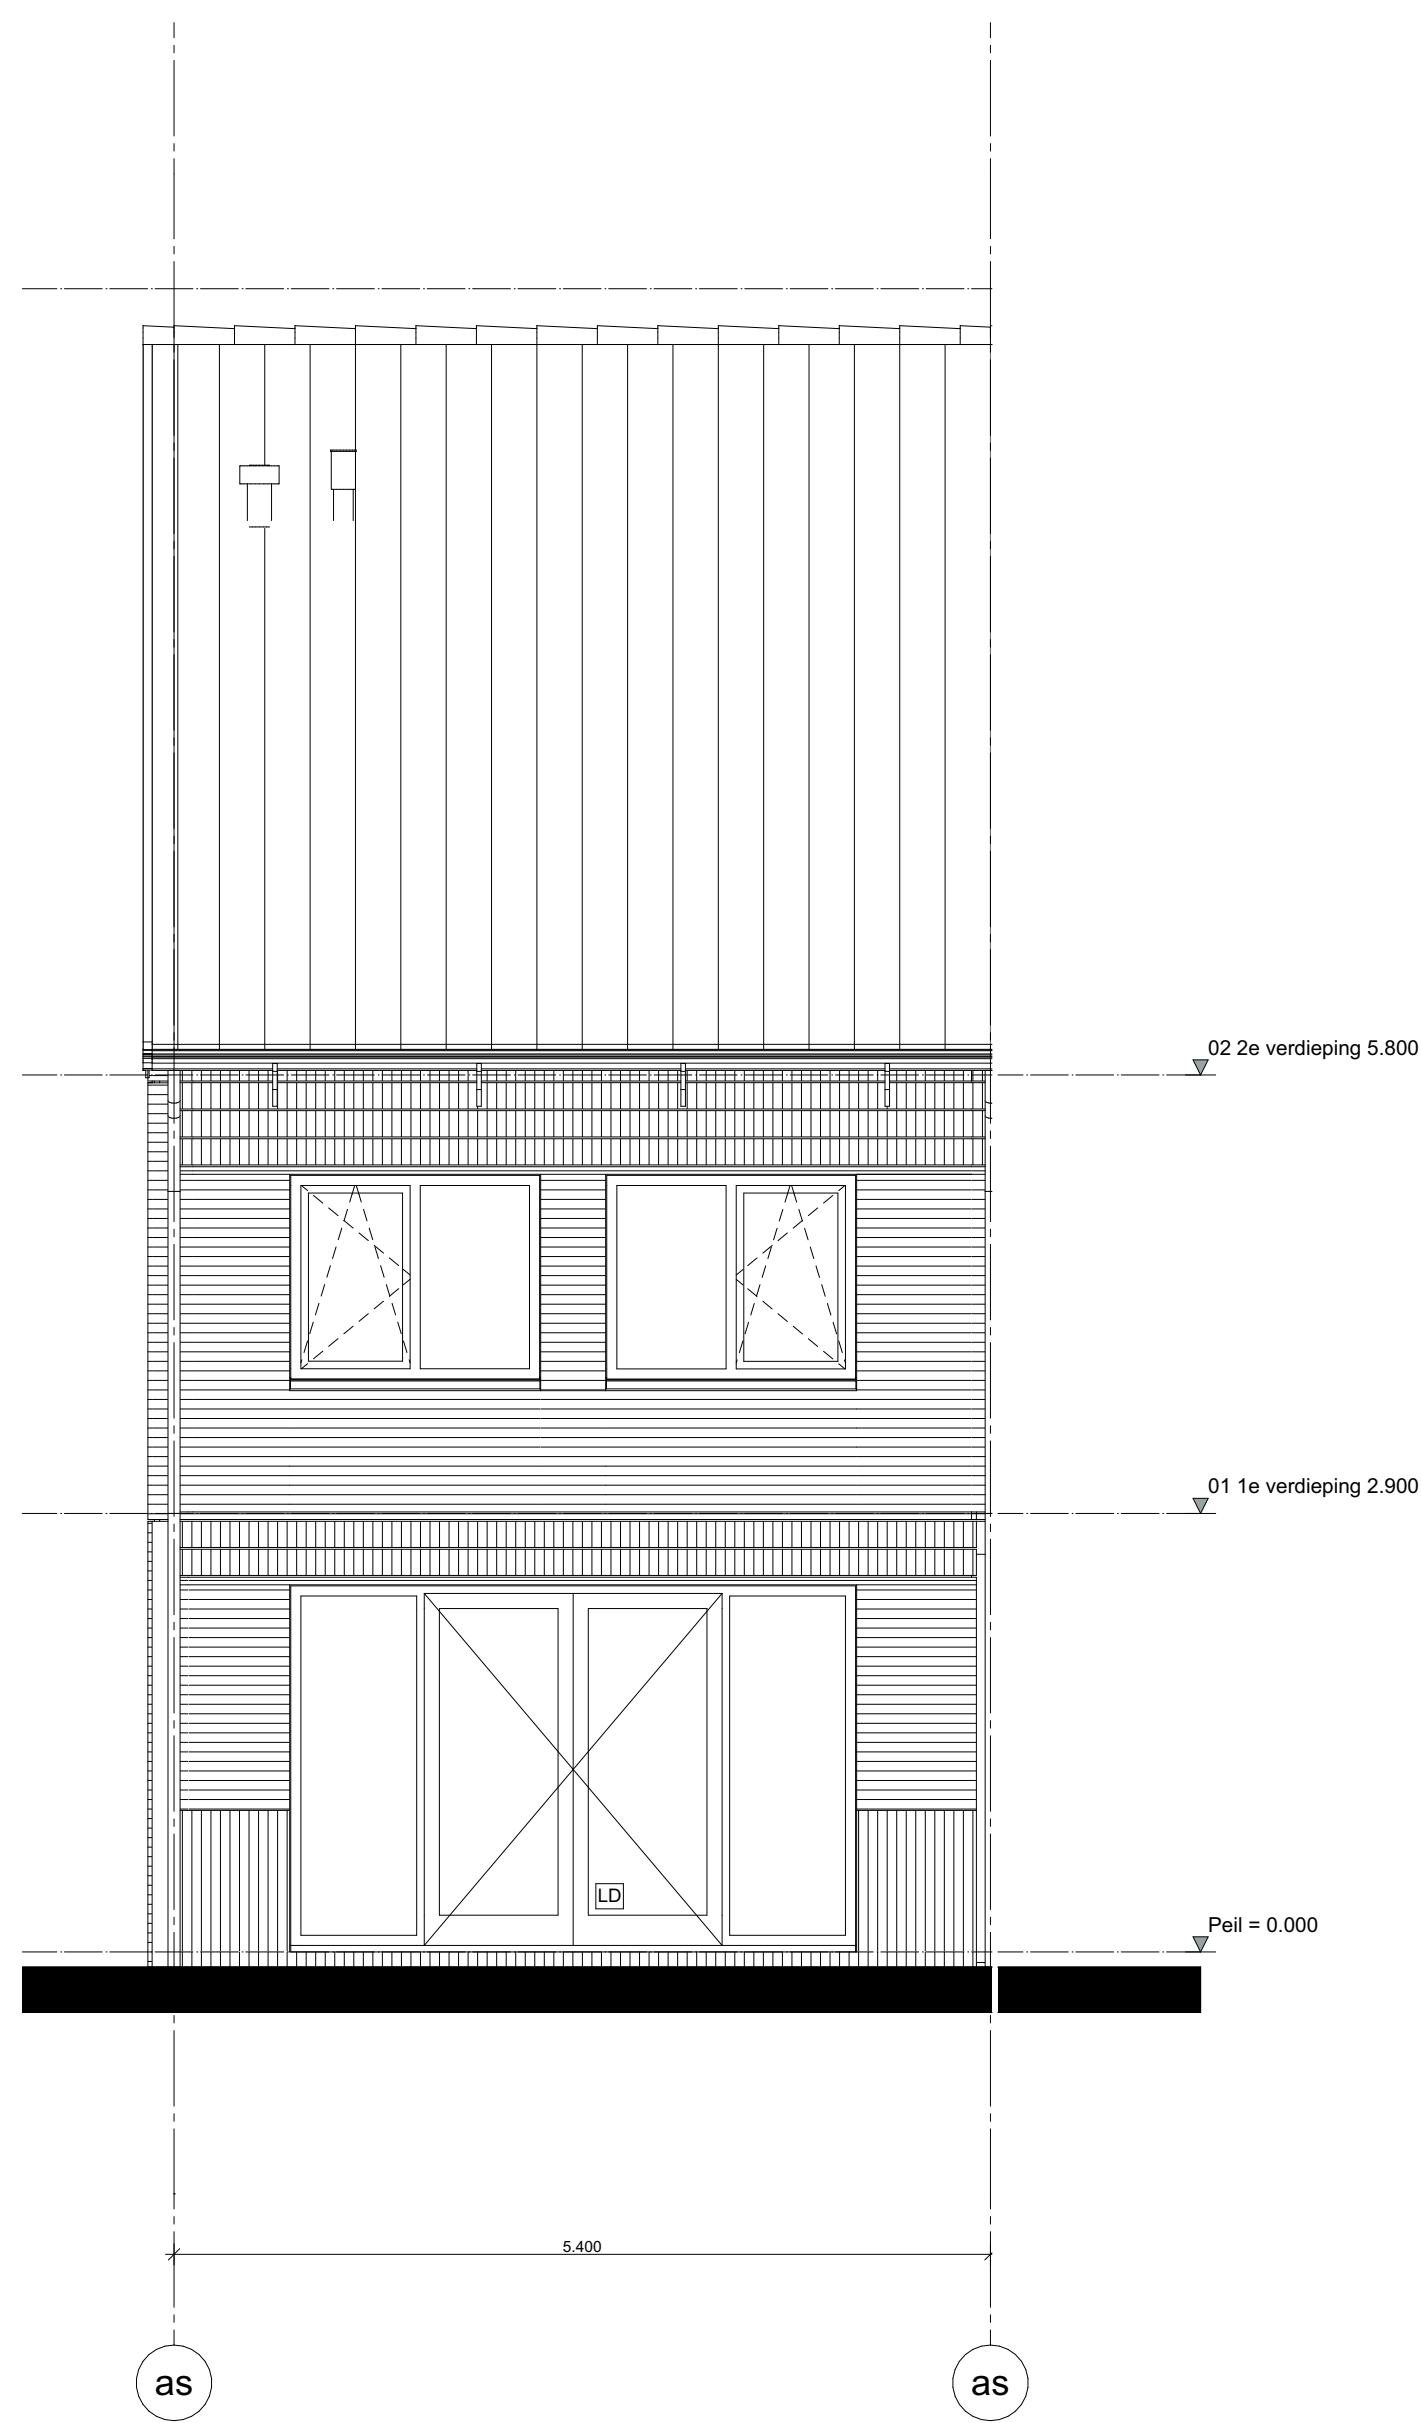 02 2e verdieping 5.800
01 1e verdieping 2.900
LD
Peil = 0.000
5.400
as
as